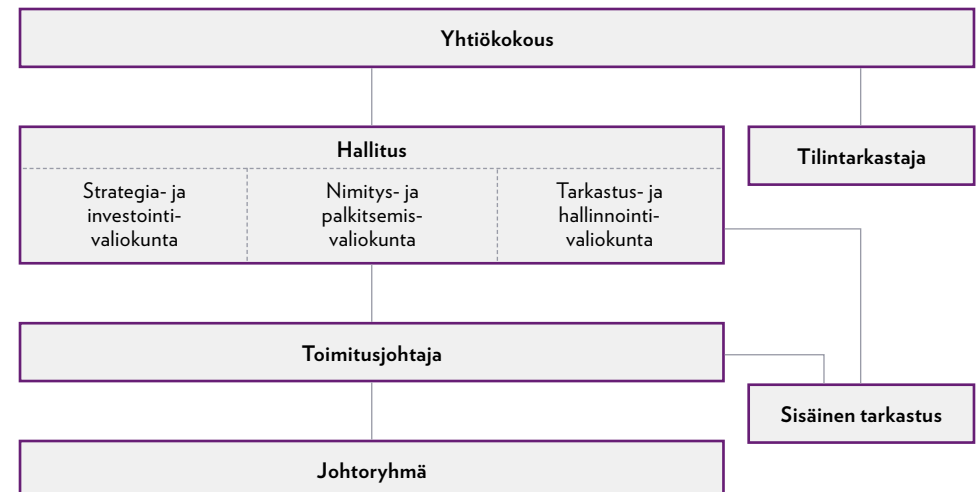 Yhtiökokous
Hallitus
Tilintarkastaja
Strategia- ja
investointi-
valiokunta
Nimitys- ja
palkitsemis-
valiokunta
Tarkastus- ja
hallinnointi-
valiokunta
Toimitusjohtaja
Sisäinen tarkastus
Johtoryhmä